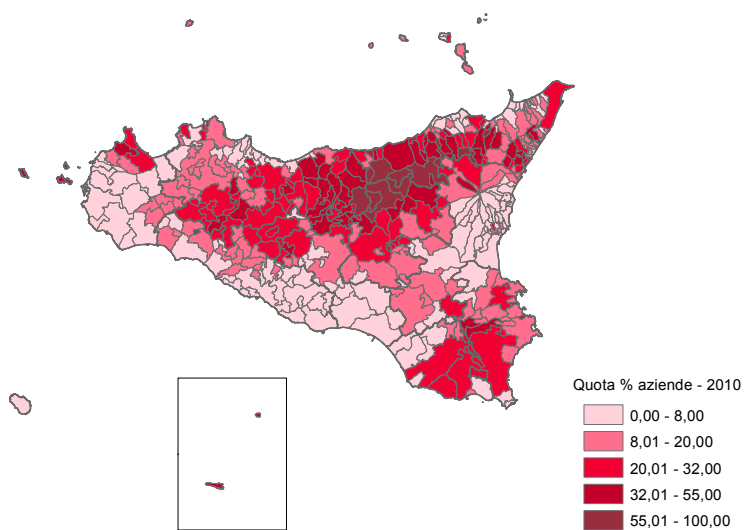 Quota % aziende - 2010
0,00 - 8,00
8,01 - 20,00
20,01 - 32,00
32,01 - 55,00
55,01 - 100,00